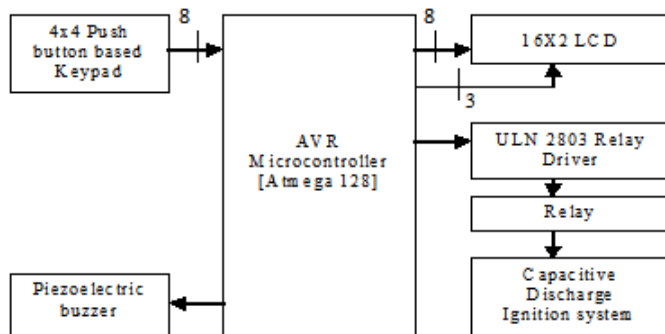 8
4x4 Push
button based
Keypad
AVR
Microcontroller
[Atmega 128]
8
16X2 LCD
3
ULN 2803 Relay
Driver
Relay
Capacitive
Discharge
Ignition system
Piezoelectric
buzzer